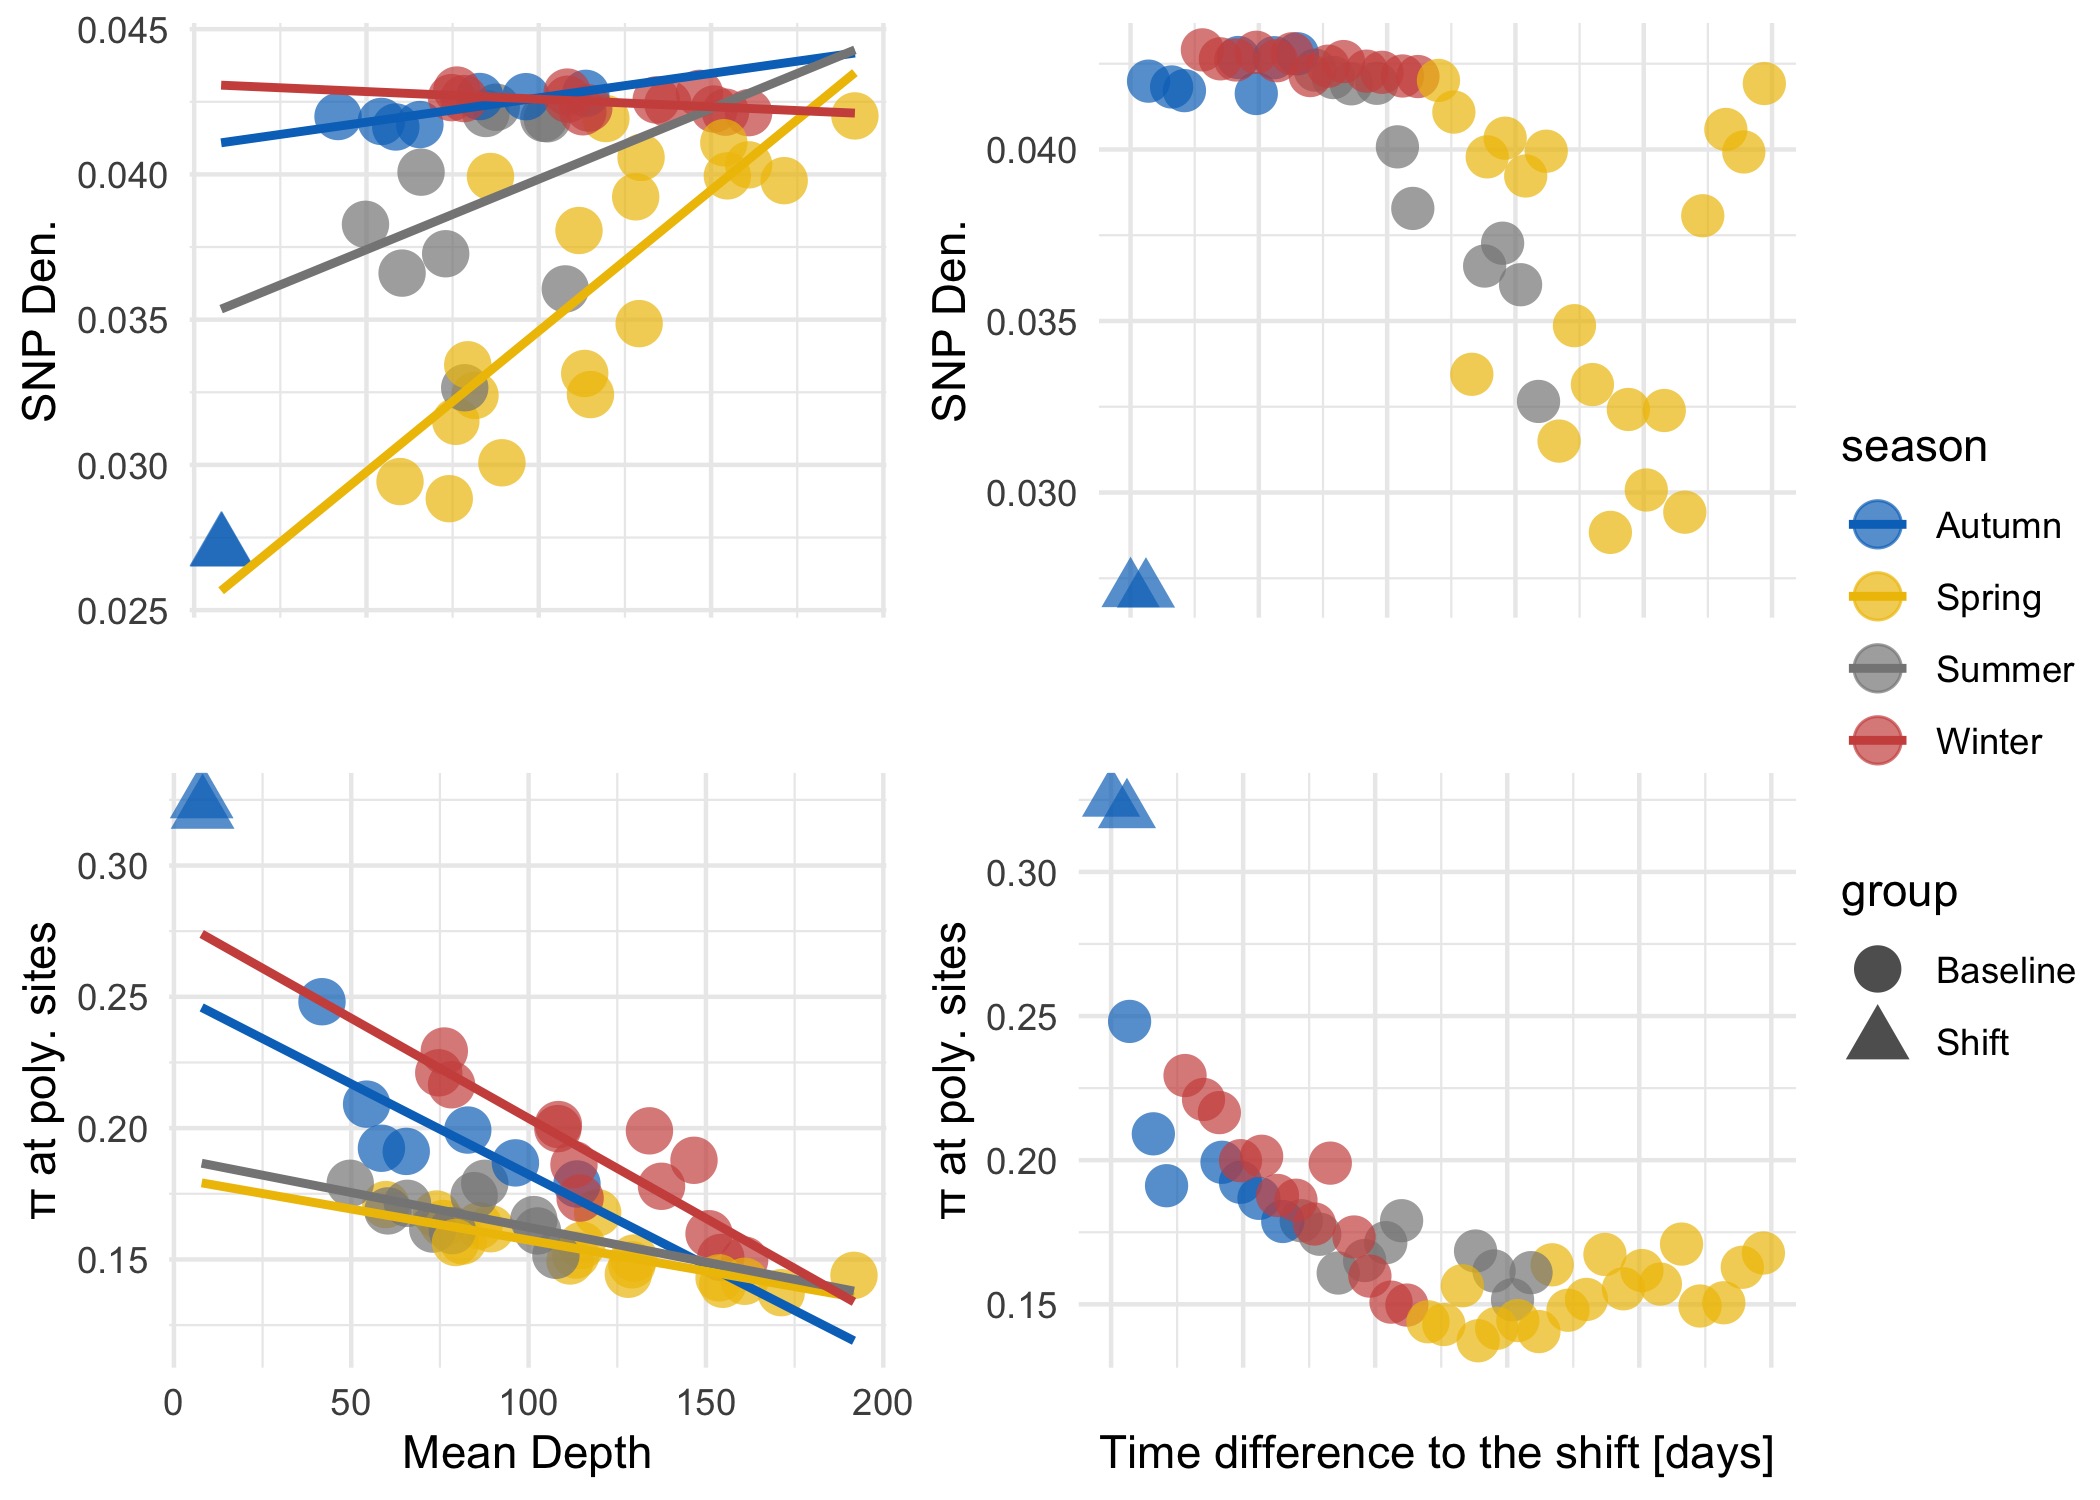 0.045
0.040
0.035
0.030
0.025
SNP Den.
0.040
0.035
0.030
SNP Den.
season
Autumn
Spring
Summer
Winter
group
Baseline
Shift
0.30
0.25
0.20
0.15
π at poly. sites
0 50 100 150 200
Mean Depth
0.30
0.25
0.20
0.15
π at poly. sites
Time difference to the shift [days]